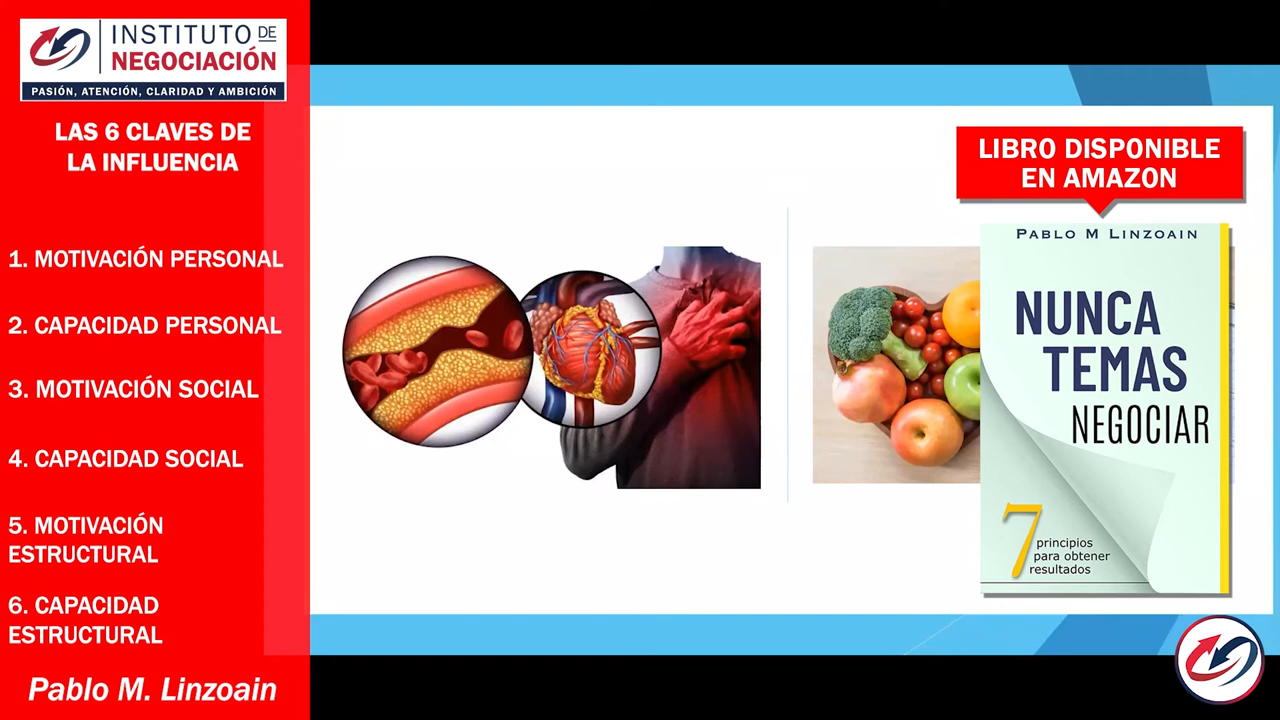 INSTITUTO DE
NEGOCIACIÓN
PASIÓN, ATENCIÓN, CLARIDAD Y AMBICIÓN
LAS 6 CLAVES DE
LA INFLUENCIA
1. MOTIVACIÓN PERSONAL
2. CAPACIDAD PERSONAL
3. MOTIVACIÓN SOCIAL
4. CAPACIDAD SOCIAL
5. MOTIVACIÓN
ESTRUCTURAL
6. CAPACIDAD
ESTRUCTURAL
Pablo M. Linzoain
LIBRO DISPONIBLE
EN AMAZON
PABLO M LINZOAIN
NUNCA
TEMAS
NEGOCIAR
7 principios
para obtener
resultados